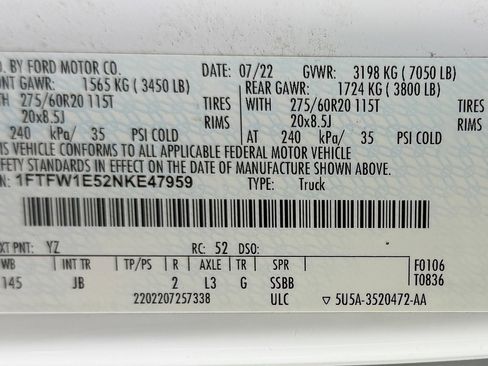 D. BY FORD MOTOR CO. DATE: 07/22 GVWR: 3198 KG ( 7050 LB)
ONT GAWR: 1565 KG ( 3450 LB) REAR GAWR: 1724 KG ( 3800 LB)
WITH 275/60R20 115T TIRES WITH 275/60R20 115T TIRES
20x8.5J RIMS 20x8.5J RIMS
AT 240 kPa/ 35 PSI COLD AT 240 kPa/ 35 PSI COLD
IS VEHICLE CONFORMS TO ALL APPLICABLE FEDERAL MOTOR VEHICLE
SAFETY STANDARDS IN EFFECT ON THE DATE OF MANUFACTURE SHOWN ABOVE.
1FTFW1E52NKE47959 TYPE: Truck
XT PNT: YZ RC: 52 DSO:
WB INT TR TP/PS R AXLE TR SPR F0106
145 JB 2 L3 G SSBB T0836
2202207257338 ULC ▽ 5U5A-3520472-AA